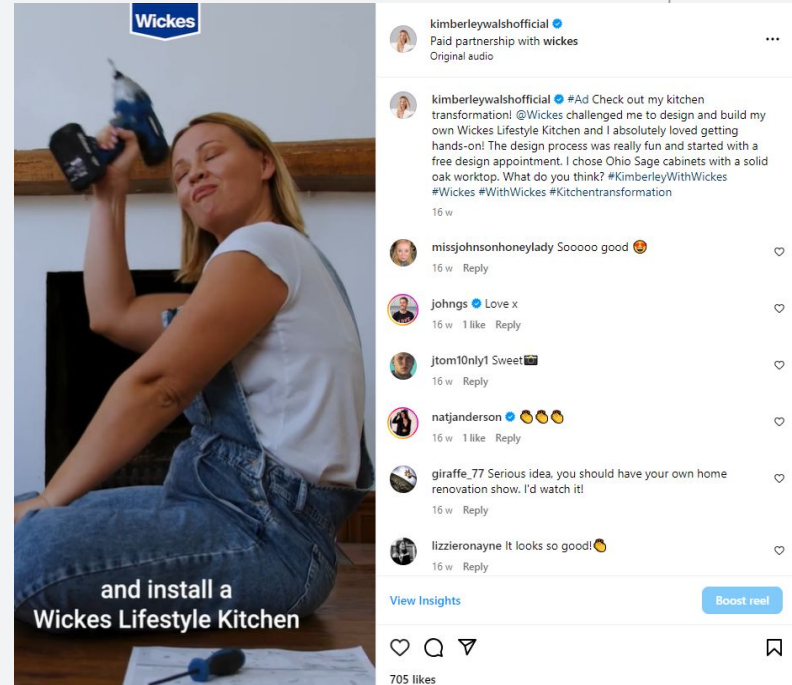 Wickes
and install a
Wickes Lifestyle Kitchen
kimberleywalshofficial
Paid partnership with wickes
Original audio
kimberleywalshofficial #Ad Check out my kitchen
transformation! @Wickes challenged me to design and build my
own Wickes Lifestyle Kitchen and I absolutely loved getting
hands-on! The design process was really fun and started with a
free design appointment. I chose Ohio Sage cabinets with a solid
oak worktop. What do you think? #KimberleyWithWickes
#Wickes #WithWickes #Kitchentransformation
16 w
missjohnsonhoneylady Sooooo good 🤩
16 w Reply
johngs Love x
16 w 1 like Reply
jtom10nly1 Sweet📸
16 w Reply
natjanderson 👏👏👏
16 w 1 like Reply
giraffe_77 Serious idea, you should have your own home
renovation show. I'd watch it!
16 w Reply
lizzieronayne It looks so good!👏
16 w Reply
View Insights
Boost reel
705 likes